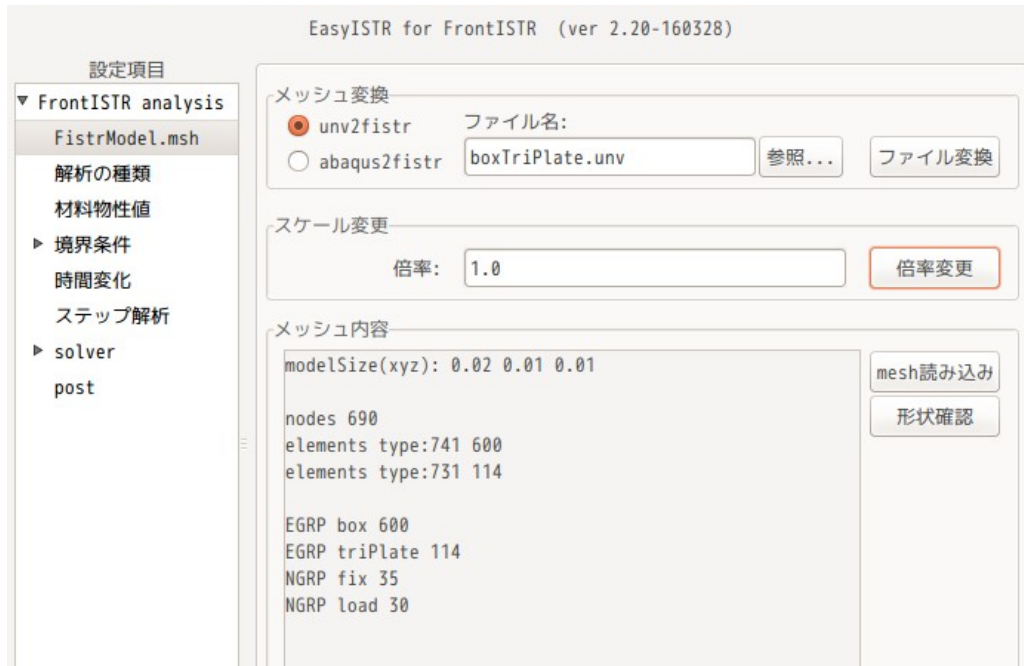 EasyISTR for FrontISTR (ver 2.20-160328)
設定項目
FrontISTR analysis
FistrModel.msh
解析の種類
材料物性値
境界条件
時間変化
ステップ解析
solver
post
メッシュ変換
unv2fistr
ファイル名:
abaqus2fistr
boxTriPlate.unv
参照...
ファイル変換
スケール変更
倍率:
1.0
倍率変更
メッシュ内容
modelSize(xyz): 0.02 0.01 0.01
nodes 690
elements type:741 600
elements type:731 114
EGRP box 600
EGRP triPlate 114
NGRP fix 35
NGRP load 30
mesh読み込み
形状確認